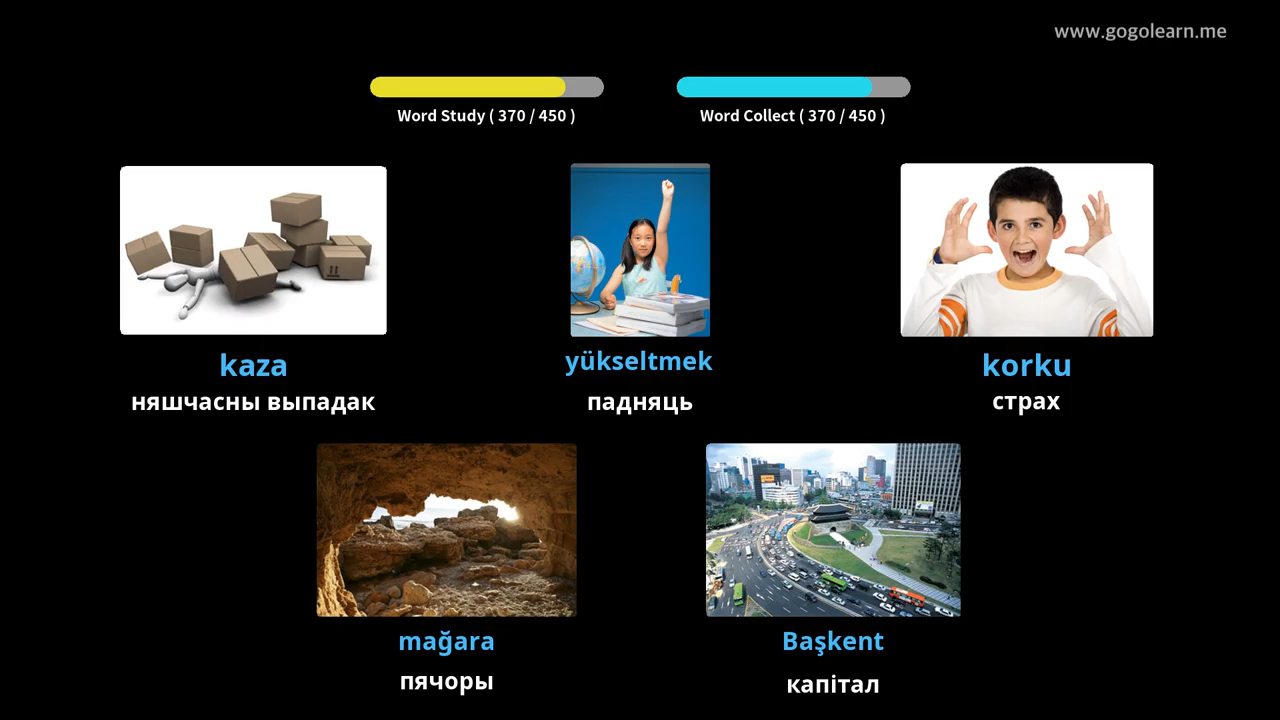 www.gogolearn.me
Word Study ( 370 / 450 )
Word Collect ( 370 / 450 )
kaza
няшчасны выпадак
yükseltmek
падняць
korku
страх
mağara
пячоры
Başkent
капітал